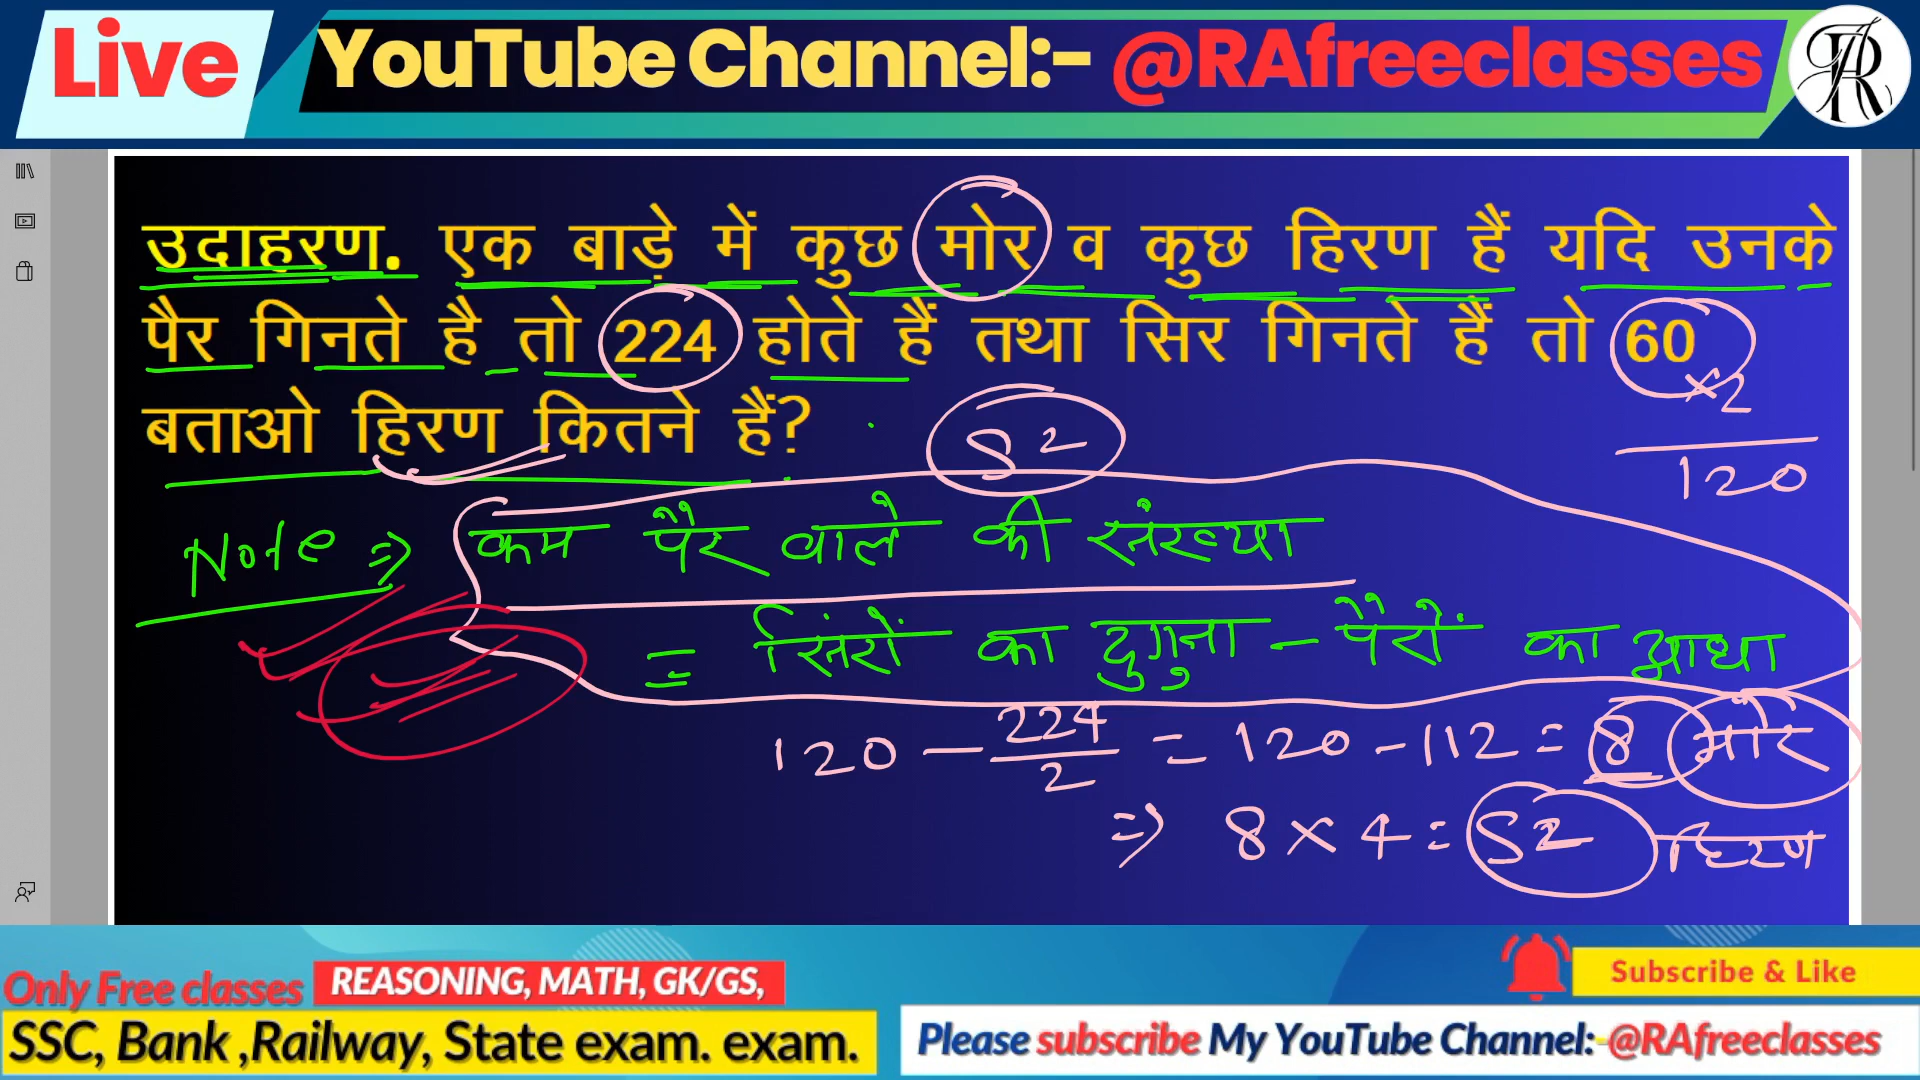 Live
YouTube Channel:- @RAfreeclasses
उदाहरण. एक बाड़े में कुछ मोर व कुछ हिरण हैं यदि उनके
पैर गिनते है तो 224 होते हैं तथा सिर गिनते हैं तो 60
×2
बताओ हिरण कितने हैं?
52
120
Note ⇒ कम पैर वाले की संख्या
= सिरों का दुगुना – पैरों का आधा
120 – 224/2 = 120 – 112 = 8 मोर
⇒ 8 × 4 = 52 हिरण
Only Free classes REASONING, MATH, GK/GS,
Subscribe & Like
SSC, Bank ,Railway, State exam. exam.
Please subscribe My YouTube Channel:-@RAfreeclasses